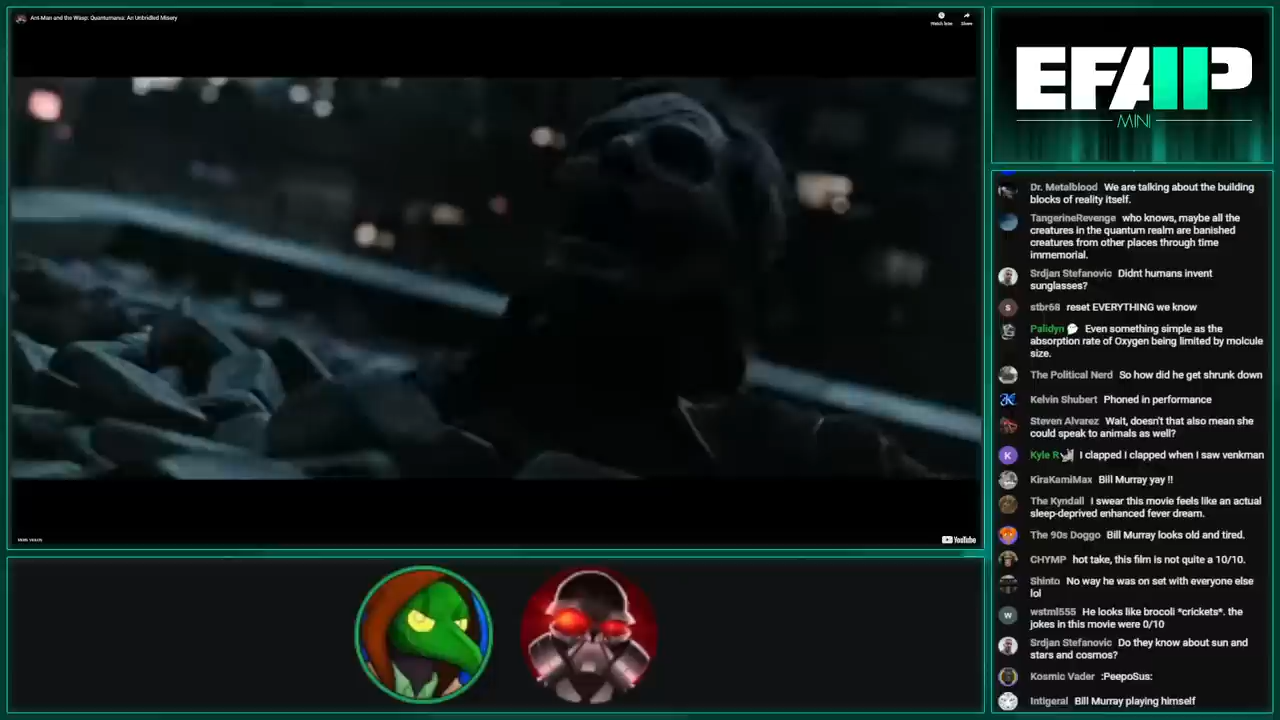 Ant-Man and the Wasp: Quantumania: An Unbridled Misery
Watch later
Share
MORE VIDEOS
YouTube
EFAP
MINI
Dr. Metalblood We are talking about the building
blocks of reality itself.
TangerineRevenge who knows, maybe all the
creatures in the quantum realm are banished
creatures from other places through time
immemorial.
Srdjan Stefanovic Didnt humans invent
sunglasses?
stbr68 reset EVERYTHING we know
Palidyn Even something simple as the
absorption rate of Oxygen being limited by molcule
size.
The Political Nerd So how did he get shrunk down
Kelvin Shubert Phoned in performance
Steven Alvarez Wait, doesn't that also mean she
could speak to animals as well?
Kyle R I clapped I clapped when I saw venkman
KiraKamiMax Bill Murray yay !!
The Kyndall I swear this movie feels like an actual
sleep-deprived enhanced fever dream.
The 90s Doggo Bill Murray looks old and tired.
CHYMP hot take, this film is not quite a 10/10.
Shinto No way he was on set with everyone else
lol
wstml555 He looks like brocoli *crickets*. the
jokes in this movie were 0/10
Srdjan Stefanovic Do they know about sun and
stars and cosmos?
Kosmic Vader :PeepoSus:
Intigeral Bill Murray playing himself